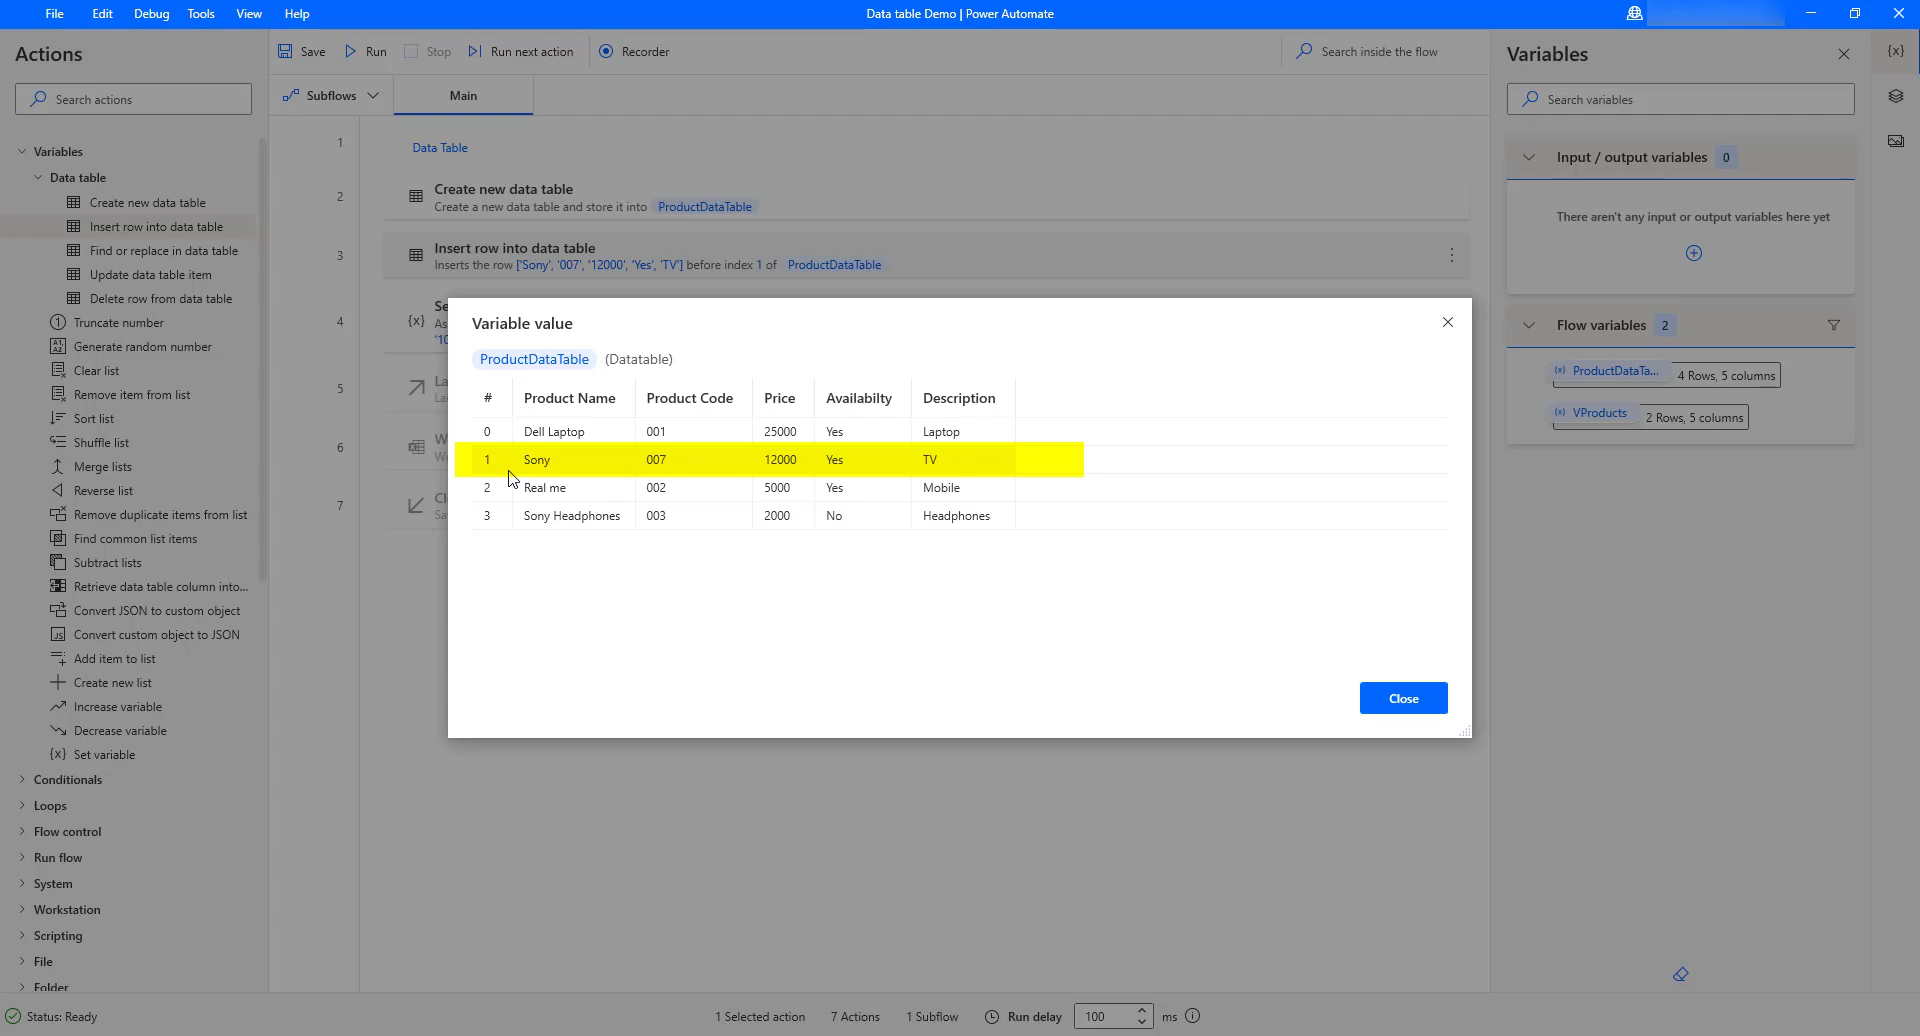 File Edit Debug Tools View Help
Data table Demo | Power Automate
Actions
Search actions
Variables
Data table
Create new data table
Insert row into data table
Find or replace in data table
Update data table item
Delete row from data table
Truncate number
Generate random number
Clear list
Remove item from list
Sort list
Shuffle list
Merge lists
Reverse list
Remove duplicate items from list
Find common list items
Subtract lists
Retrieve data table column into...
Convert JSON to custom object
Convert custom object to JSON
Add item to list
Create new list
Increase variable
Decrease variable
Set variable
Conditionals
Loops
Flow control
Run flow
System
Workstation
Scripting
File
Folder
Save Run Stop Run next action Recorder
Search inside the flow
Subflows Main
1 Data Table
2 Create new data table
Create a new data table and store it into ProductDataTable
3 Insert row into data table
Inserts the row ['Sony', '007', '12000', 'Yes', 'TV'] before index 1 of ProductDataTable
4 {x} Se
As
'10
5 La
La
6 W
7 Cl
Sa
Variable value
ProductDataTable (Datatable)
# Product Name Product Code Price Availabilty Description
0 Dell Laptop 001 25000 Yes Laptop
1 Sony 007 12000 Yes TV
2 Real me 002 5000 Yes Mobile
3 Sony Headphones 003 2000 No Headphones
Close
Variables
{x}
Search variables
Input / output variables 0
There aren't any input or output variables here yet
Flow variables 2
(x) ProductDataTa... 4 Rows, 5 columns
(x) VProducts 2 Rows, 5 columns
Status: Ready
1 Selected action 7 Actions 1 Subflow Run delay 100 ms